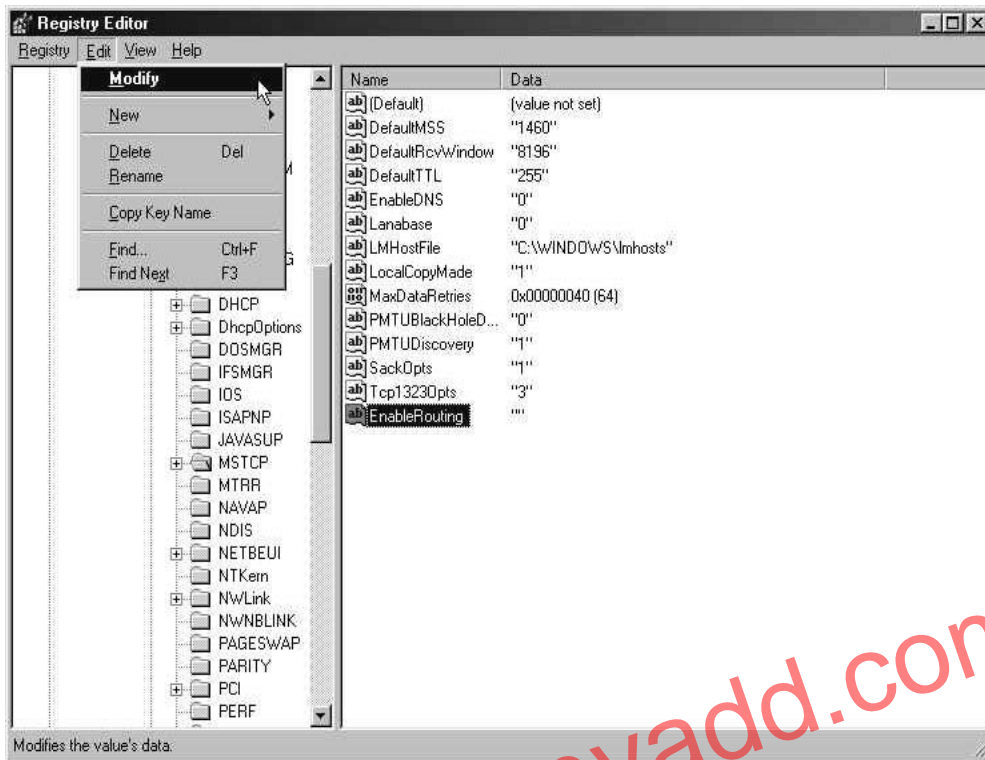 Registry Editor
Registry Edit View Help
Modify
New
Delete Del
Rename
Copy Key Name
Find... Ctrl+F
Find Next F3
M
G
DHCP
DhcpOptions
DOSMGR
IFSMGR
IOS
ISAPNP
JAVASUP
MSTCP
MTRR
NAVAP
NDIS
NETBEUI
NTKern
NWLink
NWNBLINK
PAGESWAP
PARITY
PCI
PERF
Name Data
(Default) (value not set)
DefaultMSS "1460"
DefaultRcvWindow "8196"
DefaultTTL "255"
EnableDNS "0"
Lanabase "0"
LMHostFile "C:\WINDOWS\lmhosts"
LocalCopyMade "1"
MaxDataRetries 0x00000040 (64)
PMTUBlackHoleD... "0"
PMTUDiscovery "1"
SackOpts "1"
Tcp1323Opts "3"
EnableRouting ""
Modifies the value's data.